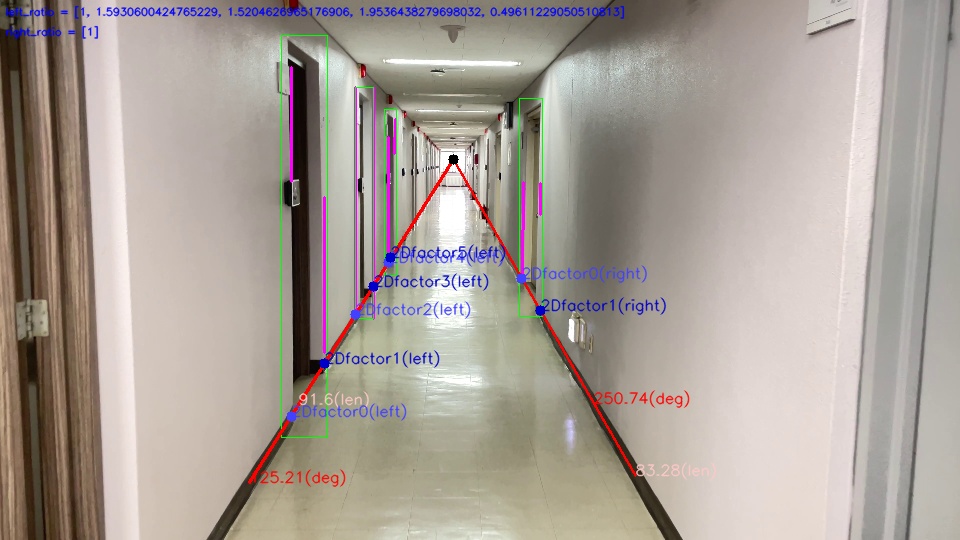 left_ratio = [1, 1.5930600424765229, 1.5204628965176906, 1.9536438279698032, 0.49611229050510813]
right_ratio = [1]
2Dfactor5(left)
2Dfactor4(left)
2Dfactor0(right)
2Dfactor3(left)
2Dfactor1(right)
2Dfactor2(left)
2Dfactor1(left)
91.6(len)
250.74(deg)
2Dfactor0(left)
83.28(len)
125.21(deg)